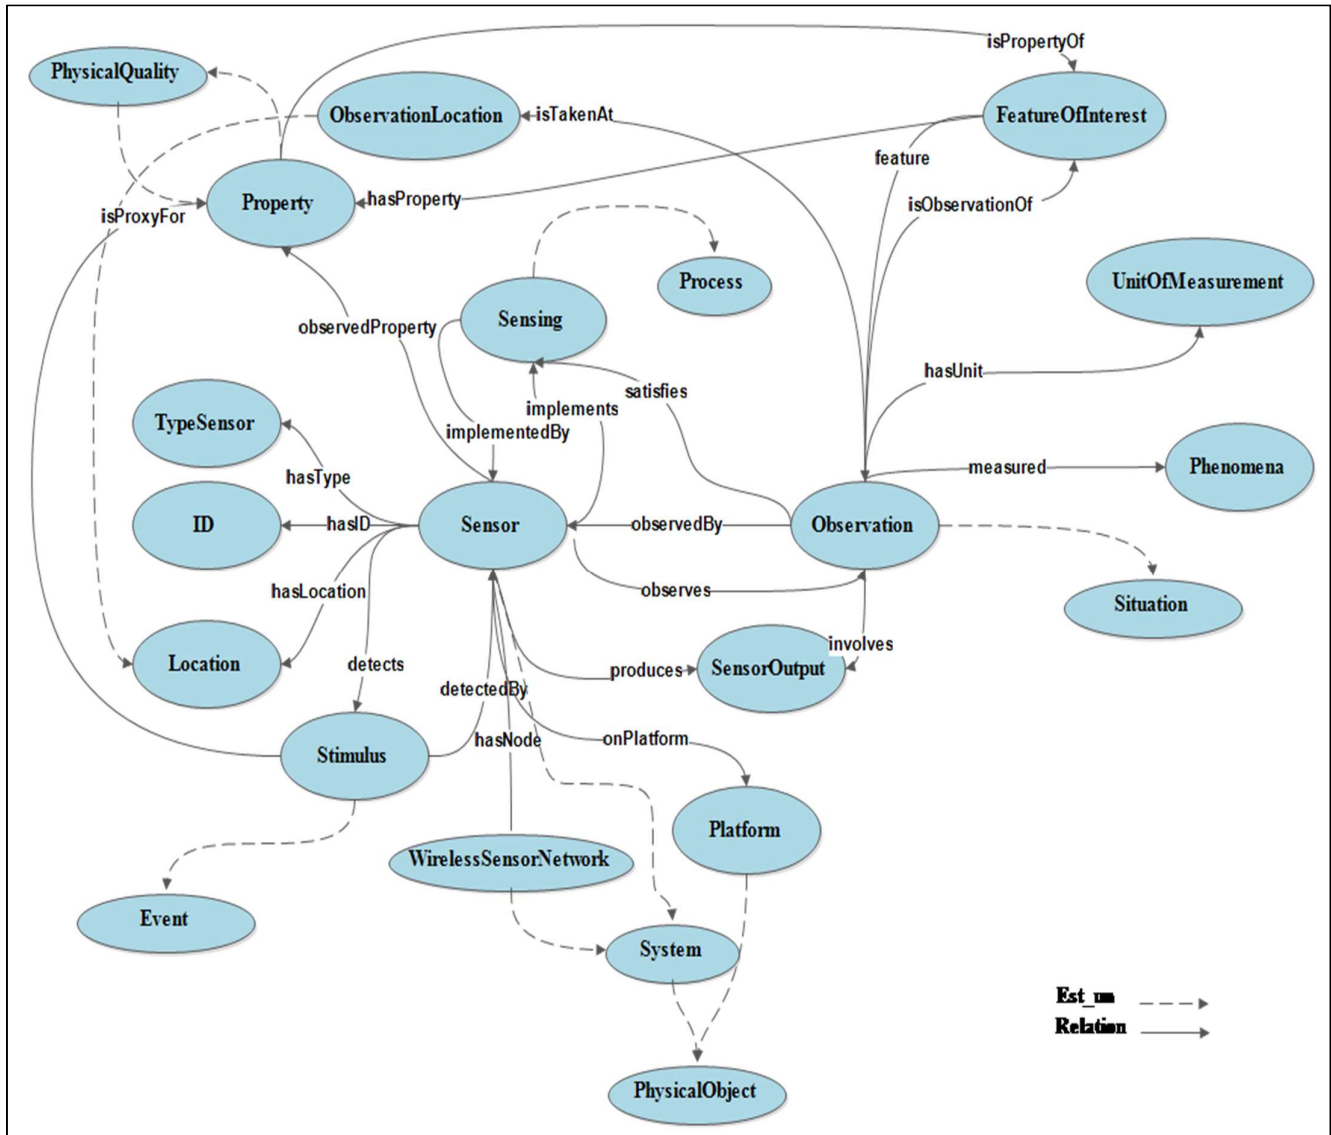 isPropertyOf
PhysicalQuality
ObservationLocation
isTakenAt
FeatureOfInterest
feature
hasProperty
isObservationOf
Property
isProxyFor
Process
UnitOfMeasurement
Sensing
observedProperty
hasUnit
satisfies
implements
TypeSensor
implementedBy
measured
Phenomena
hasType
ID
hasID
Sensor
observedBy
Observation
hasLocation
observes
Situation
involves
Location
detects
produces
SensorOutput
detectedBy
hasNode
onPlatform
Stimulus
Platform
WirelessSensorNetwork
Event
System
Est_un
Relation
PhysicalObject